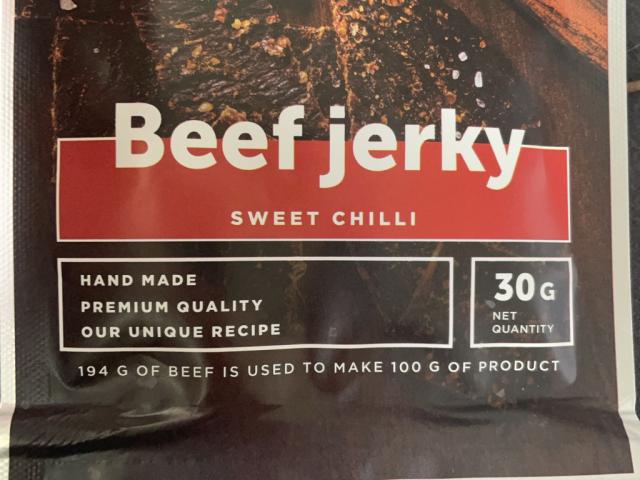 Beef jerky
SWEET CHILLI
HAND MADE
PREMIUM QUALITY
OUR UNIQUE RECIPE
30 G
NET
QUANTITY
194 G OF BEEF IS USED TO MAKE 100 G OF PRODUCT